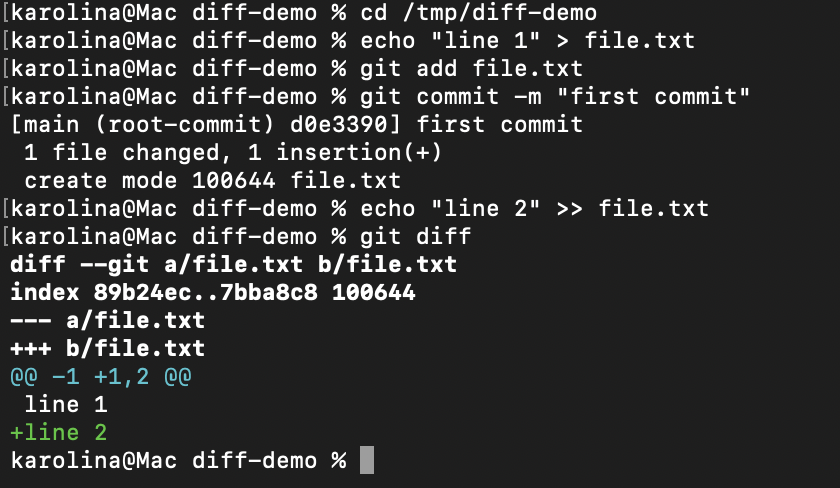 [karolina@Mac diff-demo % cd /tmp/diff-demo
[karolina@Mac diff-demo % echo "line 1" > file.txt
[karolina@Mac diff-demo % git add file.txt
[karolina@Mac diff-demo % git commit -m "first commit"
[main (root-commit) d0e3390] first commit
 1 file changed, 1 insertion(+)
 create mode 100644 file.txt
[karolina@Mac diff-demo % echo "line 2" >> file.txt
[karolina@Mac diff-demo % git diff
diff --git a/file.txt b/file.txt
index 89b24ec..7bba8c8 100644
--- a/file.txt
+++ b/file.txt
@@ -1 +1,2 @@
 line 1
+line 2
karolina@Mac diff-demo %